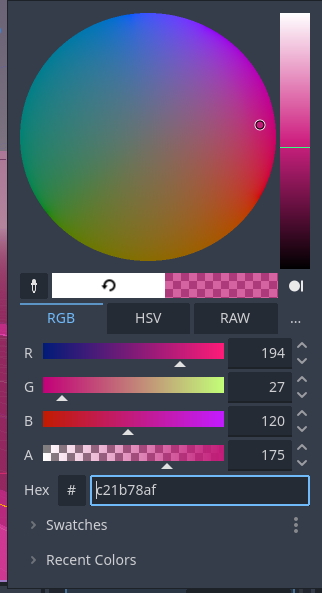 RGB HSV RAW ...
R 194
G 27
B 120
A 175
Hex # c21b78af
Swatches
Recent Colors